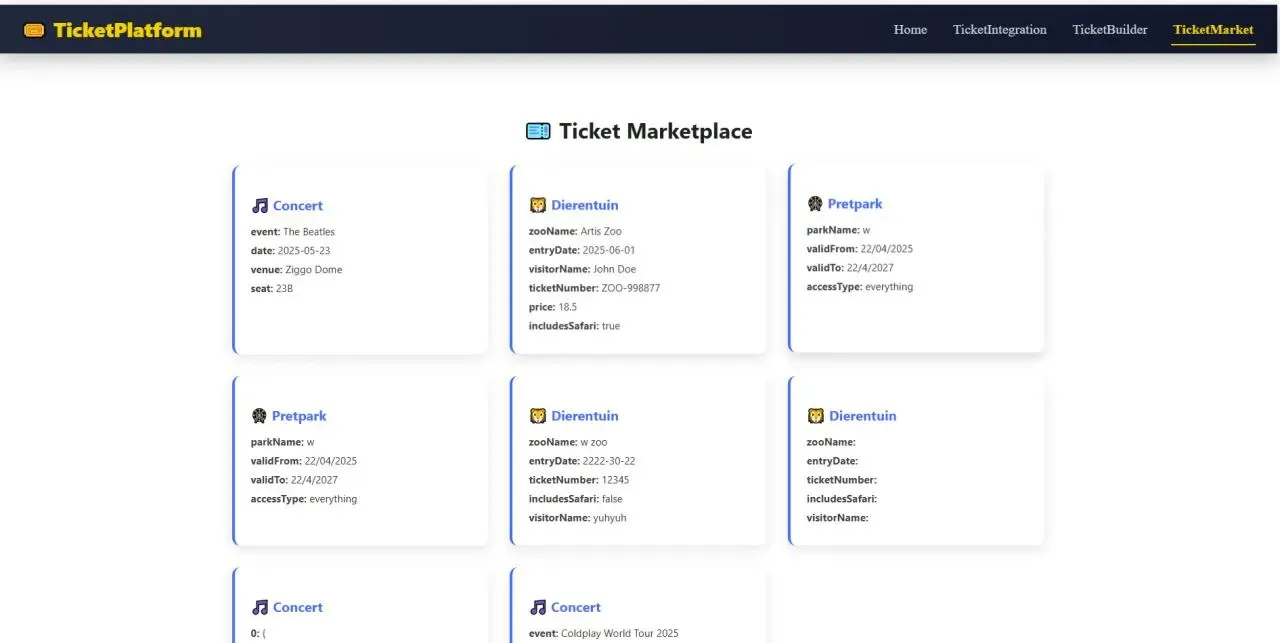 TicketPlatform
Home TicketIntegration TicketBuilder TicketMarket
Ticket Marketplace
Concert
event: The Beatles
date: 2025-05-23
venue: Ziggo Dome
seat: 23B
Dierentuin
zooName: Artis Zoo
entryDate: 2025-06-01
visitorName: John Doe
ticketNumber: ZOO-998877
price: 18.5
includesSafari: true
Pretpark
parkName: w
validFrom: 22/04/2025
validTo: 22/4/2027
accessType: everything
Pretpark
parkName: w
validFrom: 22/04/2025
validTo: 22/4/2027
accessType: everything
Dierentuin
zooName: w zoo
entryDate: 2222-30-22
ticketNumber: 12345
includesSafari: false
visitorName: yuhyuh
Dierentuin
zooName:
entryDate:
ticketNumber:
includesSafari:
visitorName:
Concert
0: {
Concert
event: Coldplay World Tour 2025